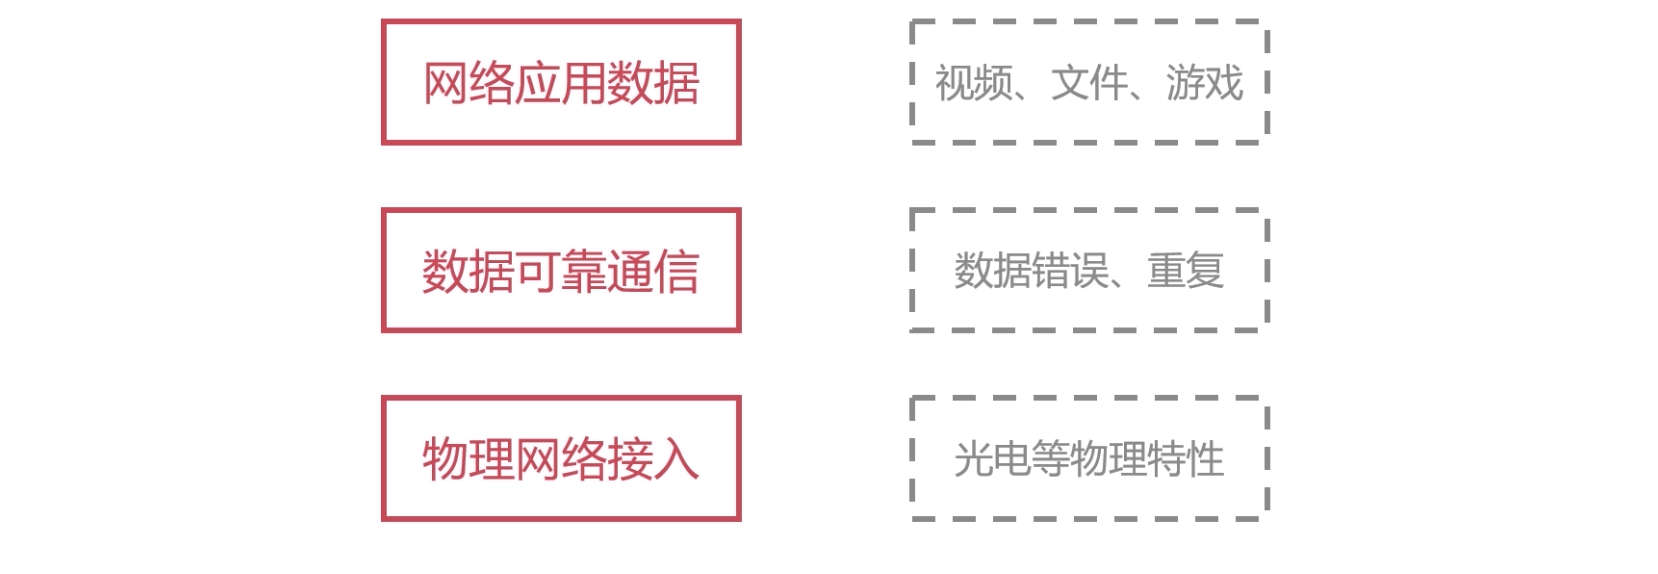 网络应用数据
视频、文件、游戏
数据可靠通信
数据错误、重复
物理网络接入
光电等物理特性